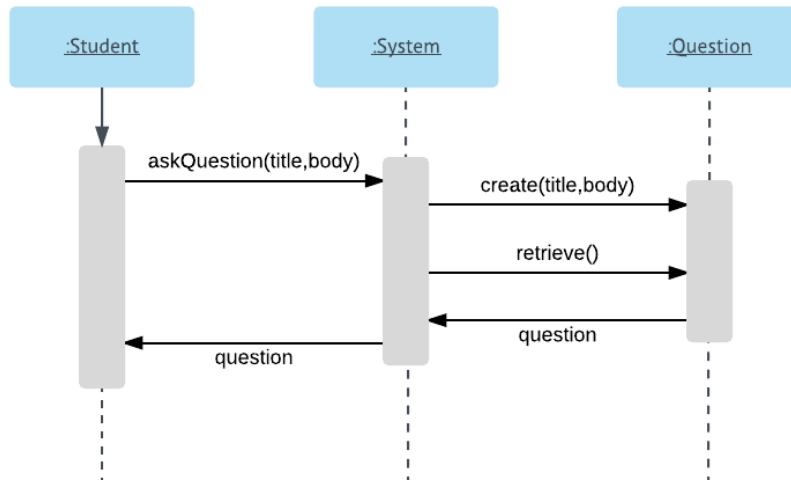 :Student
:System
:Question
askQuestion(title,body)
create(title,body)
retrieve()
question
question